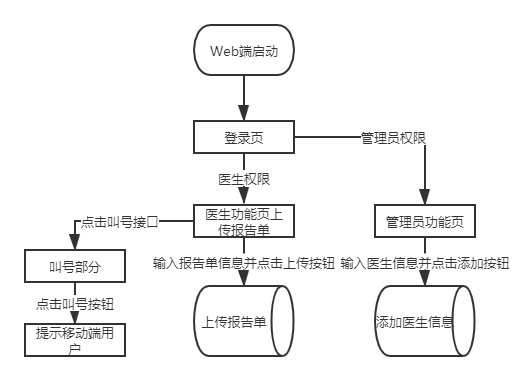 Web端启动
登录页
管理员权限
医生权限
医生功能页上
传报告单
管理员功能页
点击叫号接口
叫号部分
输入报告单信息并点击上传按钮
输入医生信息并点击添加按钮
点击叫号按钮
上传报告单
添加医生信息
提示移动端用
户